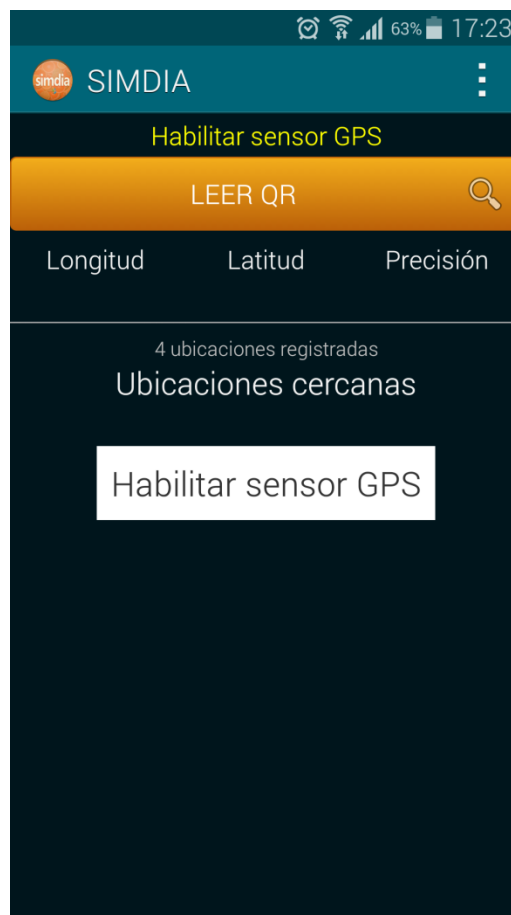 63% 17:23
simdia SIMDIA
Habilitar sensor GPS
LEER QR
Longitud Latitud Precisión
4 ubicaciones registradas
Ubicaciones cercanas
Habilitar sensor GPS